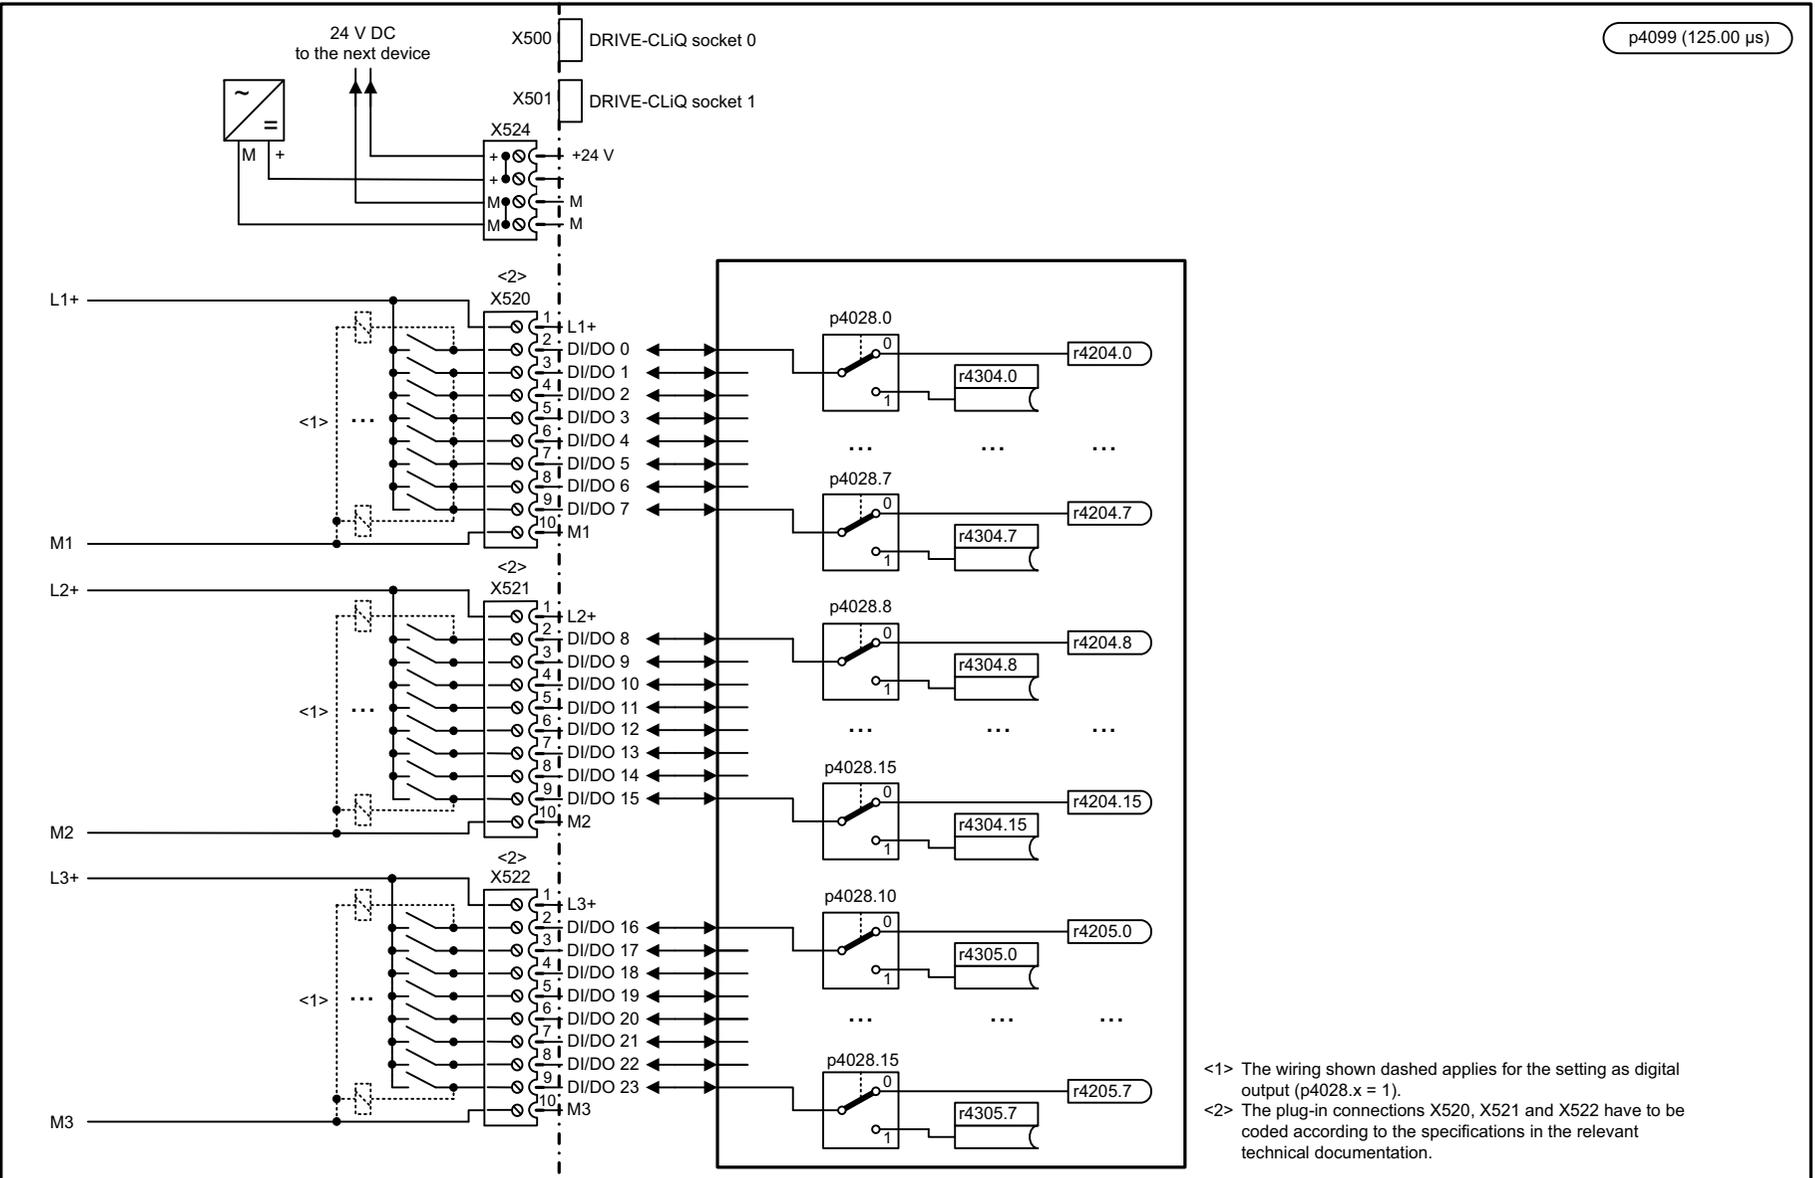 24 V DC
to the next device
X500
DRIVE-CLiQ socket 0
p4099 (125.00 µs)
X501
DRIVE-CLiQ socket 1
~
=
M +
X524
+ +24 V
+
M M
M M
<2>
X520
L1+
1 L1+
2 DI/DO 0
3 DI/DO 1
4 DI/DO 2
5 DI/DO 3
6 DI/DO 4
7 DI/DO 5
8 DI/DO 6
9 DI/DO 7
10 M1
<1> ...
M1
p4028.0
0
1
r4204.0
r4304.0
... ... ...
p4028.7
0
1
r4204.7
r4304.7
<2>
X521
L2+
1 L2+
2 DI/DO 8
3 DI/DO 9
4 DI/DO 10
5 DI/DO 11
6 DI/DO 12
7 DI/DO 13
8 DI/DO 14
9 DI/DO 15
10 M2
<1> ...
M2
p4028.8
0
1
r4204.8
r4304.8
... ... ...
p4028.15
0
1
r4204.15
r4304.15
<2>
X522
L3+
1 L3+
2 DI/DO 16
3 DI/DO 17
4 DI/DO 18
5 DI/DO 19
6 DI/DO 20
7 DI/DO 21
8 DI/DO 22
9 DI/DO 23
10 M3
<1> ...
M3
p4028.10
0
1
r4205.0
r4305.0
... ... ...
p4028.15
0
1
r4205.7
r4305.7
<1> The wiring shown dashed applies for the setting as digital
output (p4028.x = 1).
<2> The plug-in connections X520, X521 and X522 have to be
coded according to the specifications in the relevant
technical documentation.